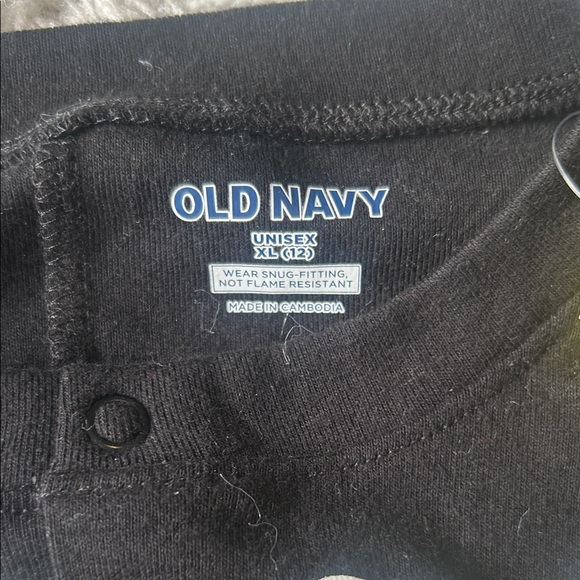 OLD NAVY
UNISEX
XL (12)
WEAR SNUG-FITTING,
NOT FLAME RESISTANT
MADE IN CAMBODIA